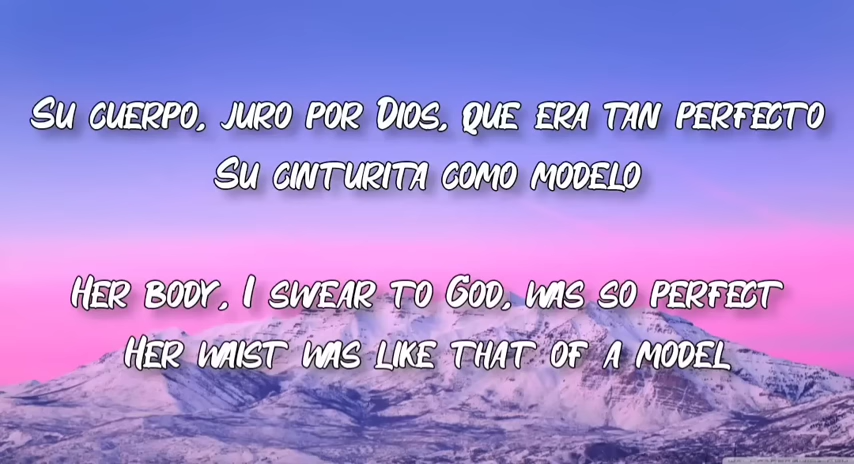 Su cuerpo, juro por Dios, que era tan perfecto
Su cinturita como modelo
Her body, I swear to God, was so perfect
Her waist was like that of a model